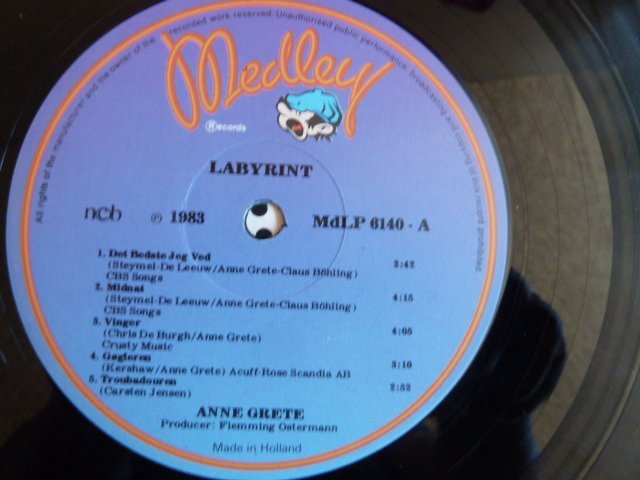 All rights of the manufacturer and the owner of the recorded work reserved. Unauthorised public performance, broadcasting and copying of this record prohibited
Medley
Records
LABYRINT
ncb ℗ 1983 MdLP 6140 - A
1. Det Bedste Jeg Ved 2:42
(Steymel-De Leeuw/Anne Grete-Claus Böhling)
CBS Songs
2. Midnat 4:15
(Steymel-De Leeuw/Anne Grete-Claus Böhling)
CBS Songs
3. Vinger 4:05
(Chris De Burgh/Anne Grete)
Crusty Music
4. Gøgleren 3:10
(Kershaw/Anne Grete) Acuff-Rose Scandia AB
5. Troubadouren 2:52
(Carsten Jensen)
ANNE GRETE
Producer: Flemming Ostermann
Made in Holland